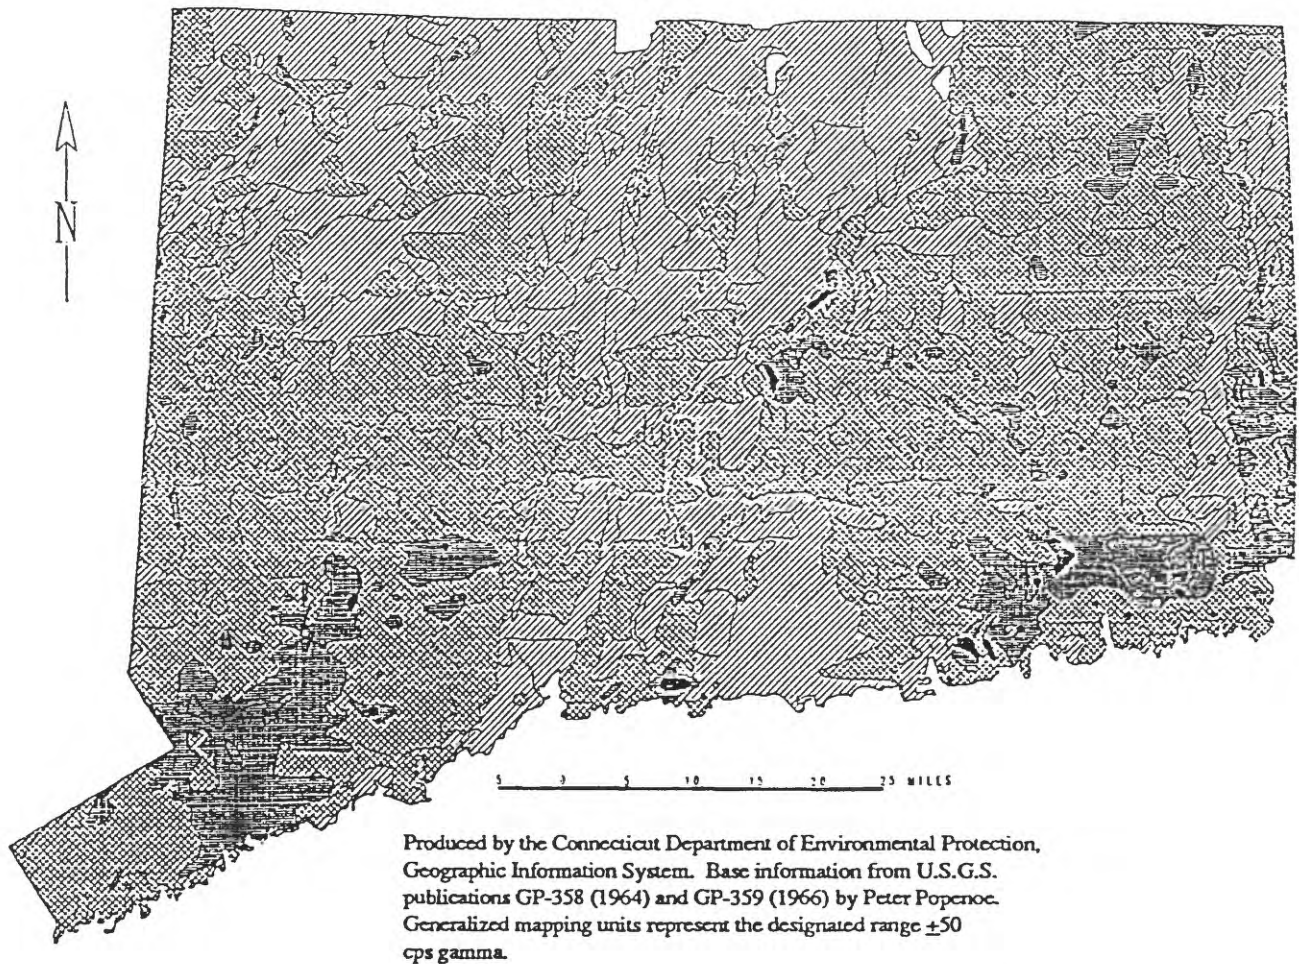 N
5 0 5 10 15 20 25 MILES
Produced by the Connecticut Department of Environmental Protection,
Geographic Information System. Base information from U.S.G.S.
publications GP-358 (1964) and GP-359 (1966) by Peter Popenoe.
Generalized mapping units represent the designated range ±50
cps gamma.